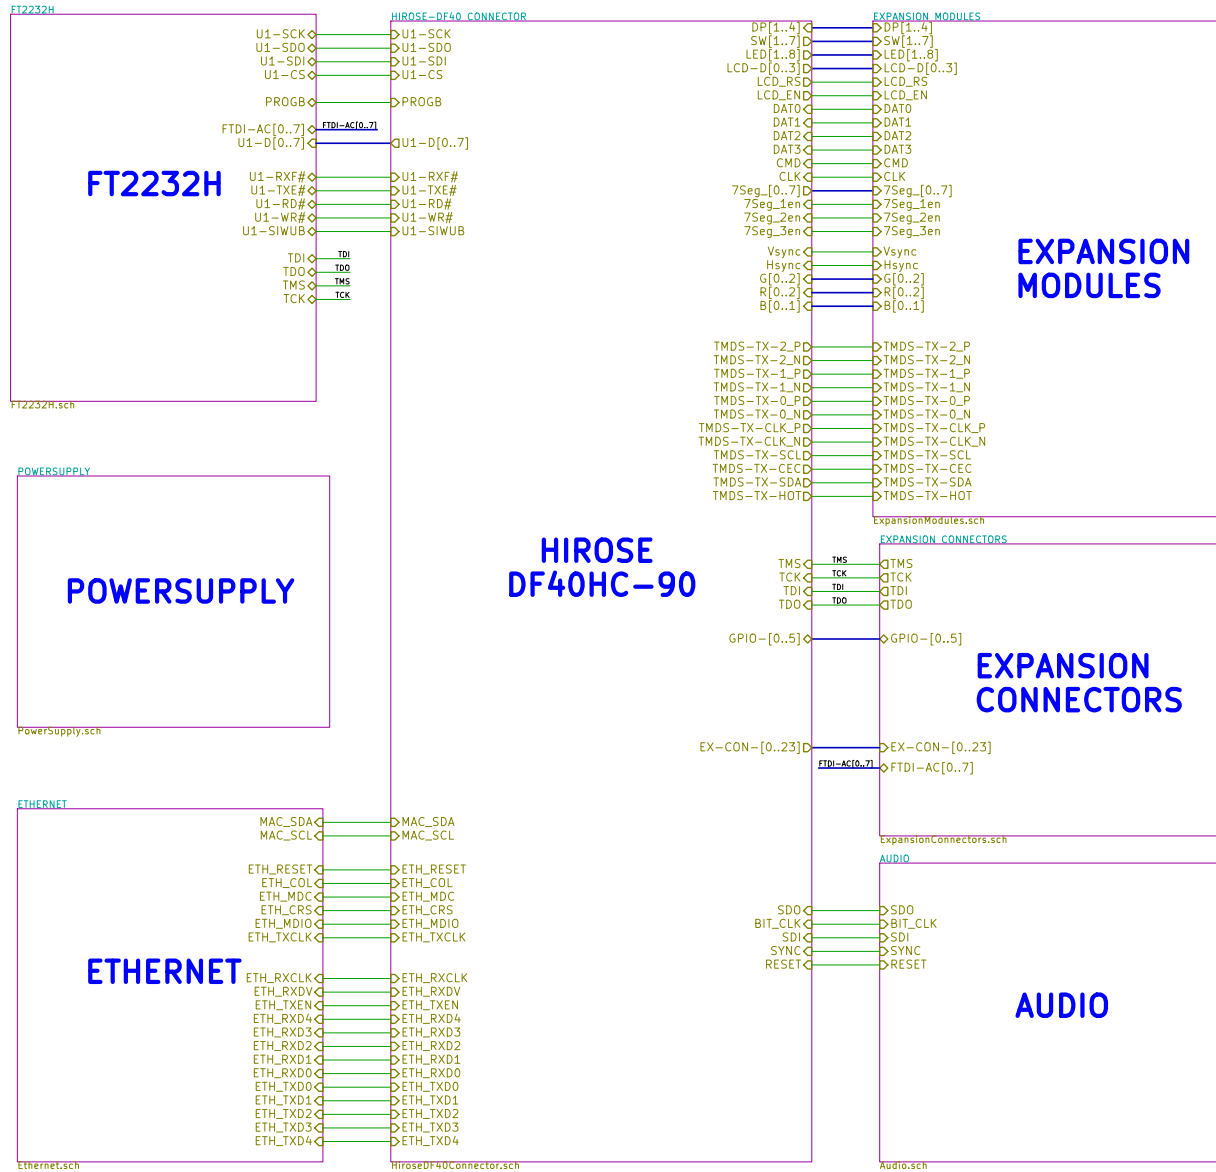 FT2232H
U1-SCK
U1-SDO
U1-SDI
U1-CS
PROGB
FTDI-AC[0..7]
FTDI-AC[0..7]
U1-D[0..7]
FT2232H
U1-RXF#
U1-TXE#
U1-RD#
U1-WR#
U1-SIWUB
TDI
TDI
TDO
TDO
TMS
TMS
TCK
TCK
FT2232H.sch
POWERSUPPLY
POWERSUPPLY
PowerSupply.sch
ETHERNET
MAC_SDA
MAC_SCL
ETH_RESET
ETH_COL
ETH_MDC
ETH_CRS
ETH_MDIO
ETH_TXCLK
ETHERNET
ETH_RXCLK
ETH_RXDV
ETH_TXEN
ETH_RXD4
ETH_RXD3
ETH_RXD2
ETH_RXD1
ETH_RXD0
ETH_TXD0
ETH_TXD1
ETH_TXD2
ETH_TXD3
ETH_TXD4
Ethernet.sch
HIROSE-DF40 CONNECTOR
U1-SCK
U1-SDO
U1-SDI
U1-CS
PROGB
U1-D[0..7]
U1-RXF#
U1-TXE#
U1-RD#
U1-WR#
U1-SIWUB
HIROSE
DF40HC-90
MAC_SDA
MAC_SCL
ETH_RESET
ETH_COL
ETH_MDC
ETH_CRS
ETH_MDIO
ETH_TXCLK
ETH_RXCLK
ETH_RXDV
ETH_TXEN
ETH_RXD4
ETH_RXD3
ETH_RXD2
ETH_RXD1
ETH_RXD0
ETH_TXD0
ETH_TXD1
ETH_TXD2
ETH_TXD3
ETH_TXD4
HiroseDF40Connector.sch
DP[1..4]
SW[1..7]
LED[1..8]
LCD-D[0..3]
LCD_RS
LCD_EN
DAT0
DAT1
DAT2
DAT3
CMD
CLK
7Seg_[0..7]
7Seg_1en
7Seg_2en
7Seg_3en
Vsync
Hsync
G[0..2]
R[0..2]
B[0..1]
TMDS-TX-2_P
TMDS-TX-2_N
TMDS-TX-1_P
TMDS-TX-1_N
TMDS-TX-0_P
TMDS-TX-0_N
TMDS-TX-CLK_P
TMDS-TX-CLK_N
TMDS-TX-SCL
TMDS-TX-CEC
TMDS-TX-SDA
TMDS-TX-HOT
TMS
TCK
TDI
TDO
GPIO-[0..5]
EX-CON-[0..23]
SDO
BIT_CLK
SDI
SYNC
RESET
EXPANSION MODULES
DP[1..4]
SW[1..7]
LED[1..8]
LCD-D[0..3]
LCD_RS
LCD_EN
DAT0
DAT1
DAT2
DAT3
CMD
CLK
7Seg_[0..7]
7Seg_1en
7Seg_2en
7Seg_3en
Vsync
Hsync
G[0..2]
R[0..2]
B[0..1]
EXPANSION
MODULES
TMDS-TX-2_P
TMDS-TX-2_N
TMDS-TX-1_P
TMDS-TX-1_N
TMDS-TX-0_P
TMDS-TX-0_N
TMDS-TX-CLK_P
TMDS-TX-CLK_N
TMDS-TX-SCL
TMDS-TX-CEC
TMDS-TX-SDA
TMDS-TX-HOT
ExpansionModules.sch
EXPANSION CONNECTORS
TMS
TMS
TCK
TCK
TDI
TDI
TDO
TDO
GPIO-[0..5]
EXPANSION
CONNECTORS
EX-CON-[0..23]
FTDI-AC[0..7]
FTDI-AC[0..7]
ExpansionConnectors.sch
AUDIO
SDO
BIT_CLK
SDI
SYNC
RESET
AUDIO
Audio.sch